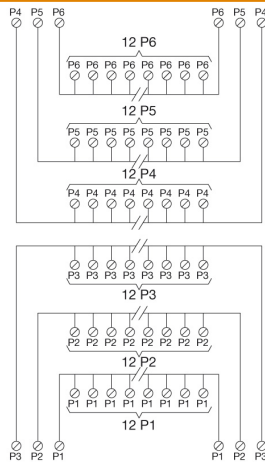 P4 P5 P6 P6 P5 P4
12 P6
P6 P6 P6 P6 P6 P6 P6 P6
12 P5
P5 P5 P5 P5 P5 P5 P5 P5
12 P4
P4 P4 P4 P4 P4 P4 P4 P4
P3 P3 P3 P3 P3 P3 P3 P3
12 P3
P2 P2 P2 P2 P2 P2 P2 P2
12 P2
P1 P1 P1 P1 P1 P1 P1 P1
12 P1
P3 P2 P1 P1 P2 P3